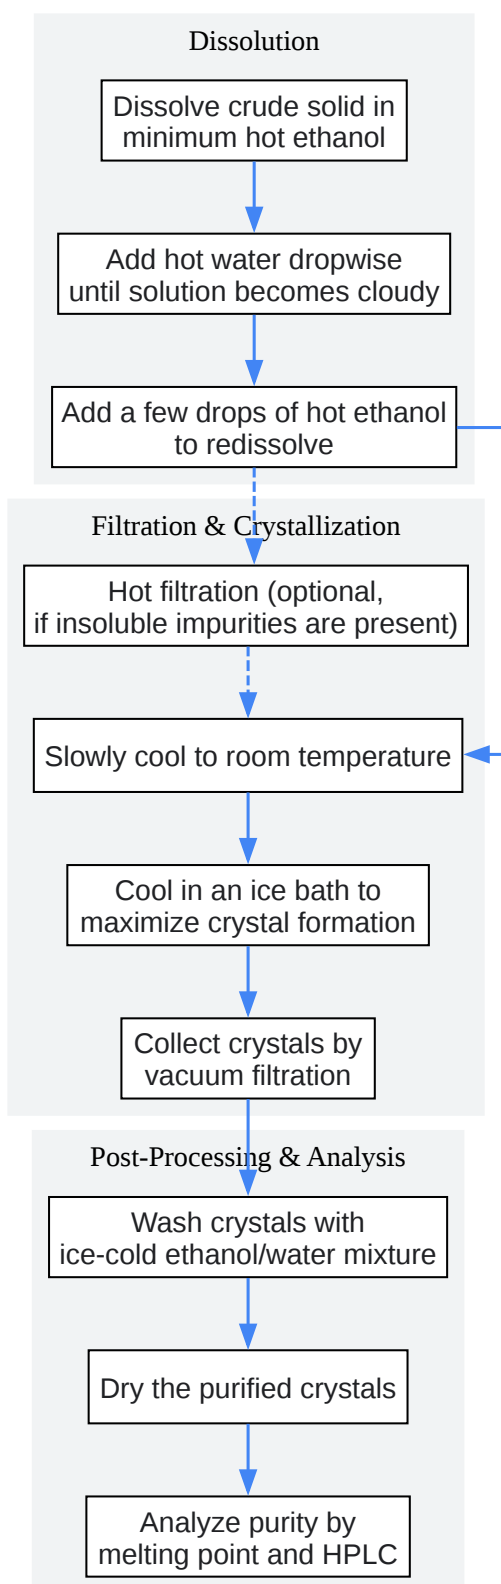 Dissolution
Dissolve crude solid in
minimum hot ethanol
Add hot water dropwise
until solution becomes cloudy
Add a few drops of hot ethanol
to redissolve
Filtration & Crystallization
Hot filtration (optional,
if insoluble impurities are present)
Slowly cool to room temperature
Cool in an ice bath to
maximize crystal formation
Collect crystals by
vacuum filtration
Post-Processing & Analysis
Wash crystals with
ice-cold ethanol/water mixture
Dry the purified crystals
Analyze purity by
melting point and HPLC